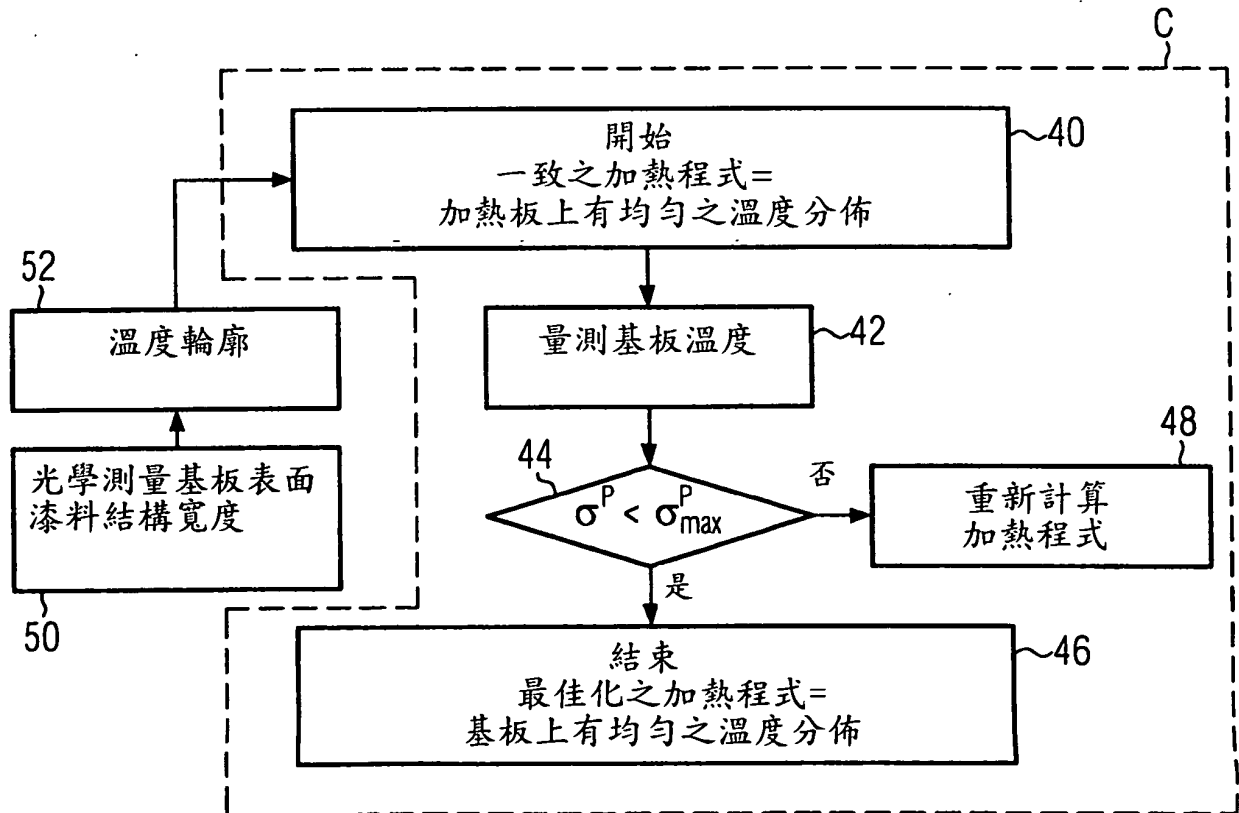 C
開始
一致之加熱程式=
加熱板上有均勻之溫度分佈
40
52
溫度輪廓
量測基板溫度
42
光學測量基板表面
漆料結構寬度
50
44
σ^P < σ^P_max
否
48
重新計算
加熱程式
是
結束
最佳化之加熱程式=
基板上有均勻之溫度分佈
46